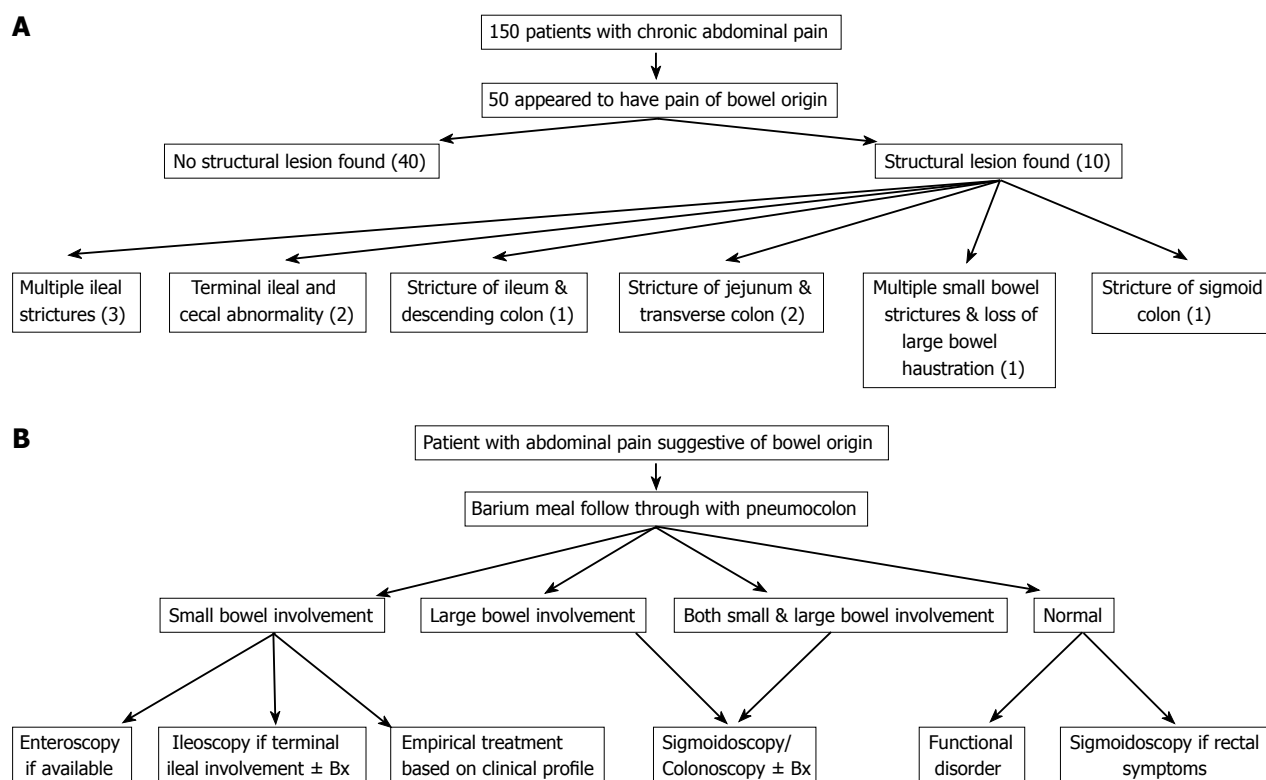 A
150 patients with chronic abdominal pain
50 appeared to have pain of bowel origin
No structural lesion found (40)
Structural lesion found (10)
Multiple ileal
strictures (3)
Terminal ileal and
cecal abnormality (2)
Stricture of ileum &
descending colon (1)
Stricture of jejunum &
transverse colon (2)
Multiple small bowel
strictures & loss of
large bowel
haustration (1)
Stricture of sigmoid
colon (1)
B
Patient with abdominal pain suggestive of bowel origin
Barium meal follow through with pneumocolon
Small bowel involvement
Large bowel involvement
Both small & large bowel involvement
Normal
Enteroscopy
if available
Ileoscopy if terminal
ileal involvement ± Bx
Empirical treatment
based on clinical profile
Sigmoidoscopy/
Colonoscopy ± Bx
Functional
disorder
Sigmoidoscopy if rectal
symptoms